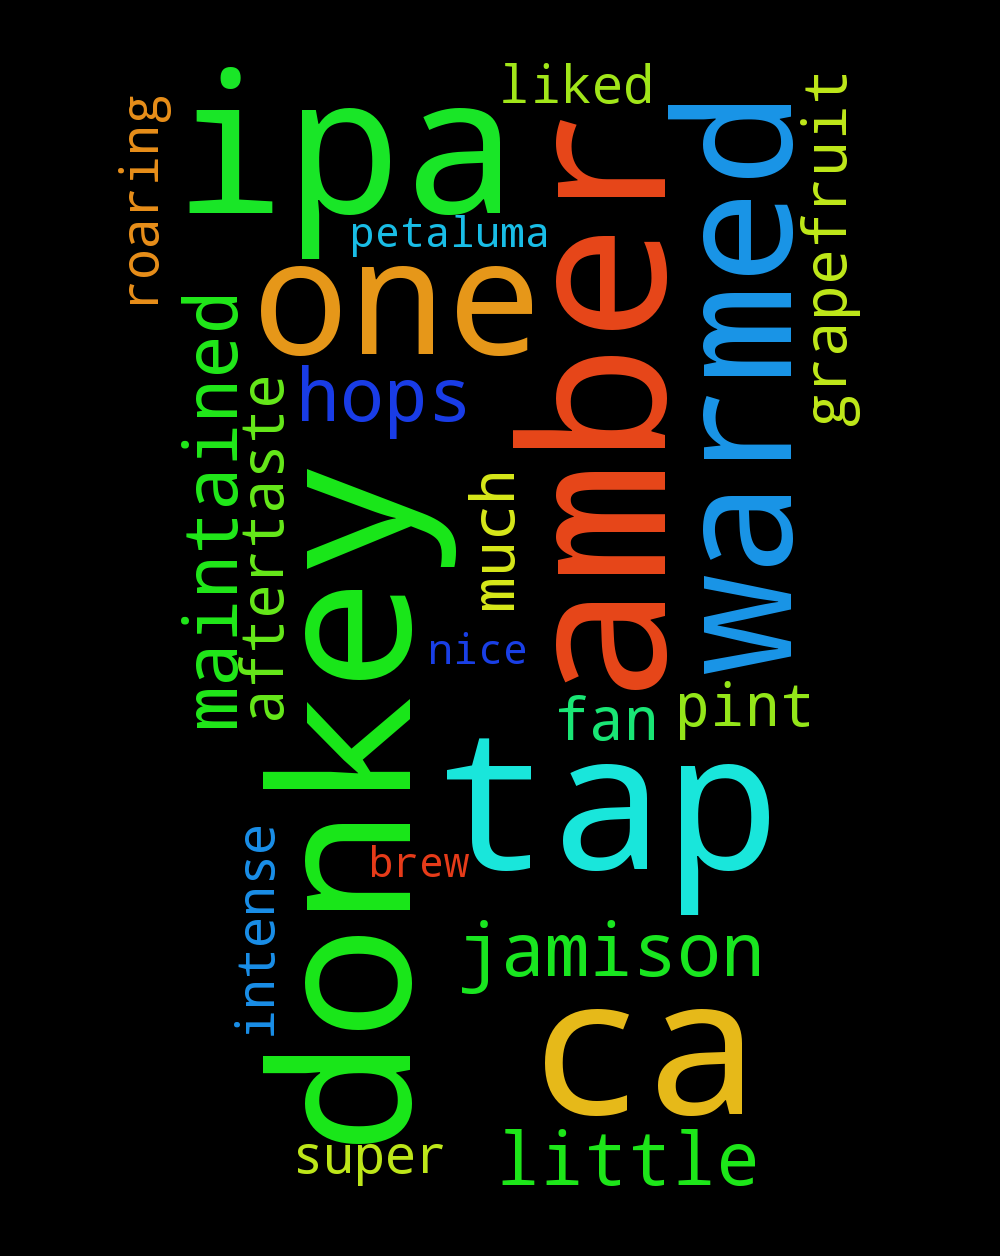 liked
ipa
roaring
grapefruit
warmed
amber
petaluma
one
maintained
hops
aftertaste
much
donkey
nice
fan
pint
tap
brew
intense
jamison
ca
super
little